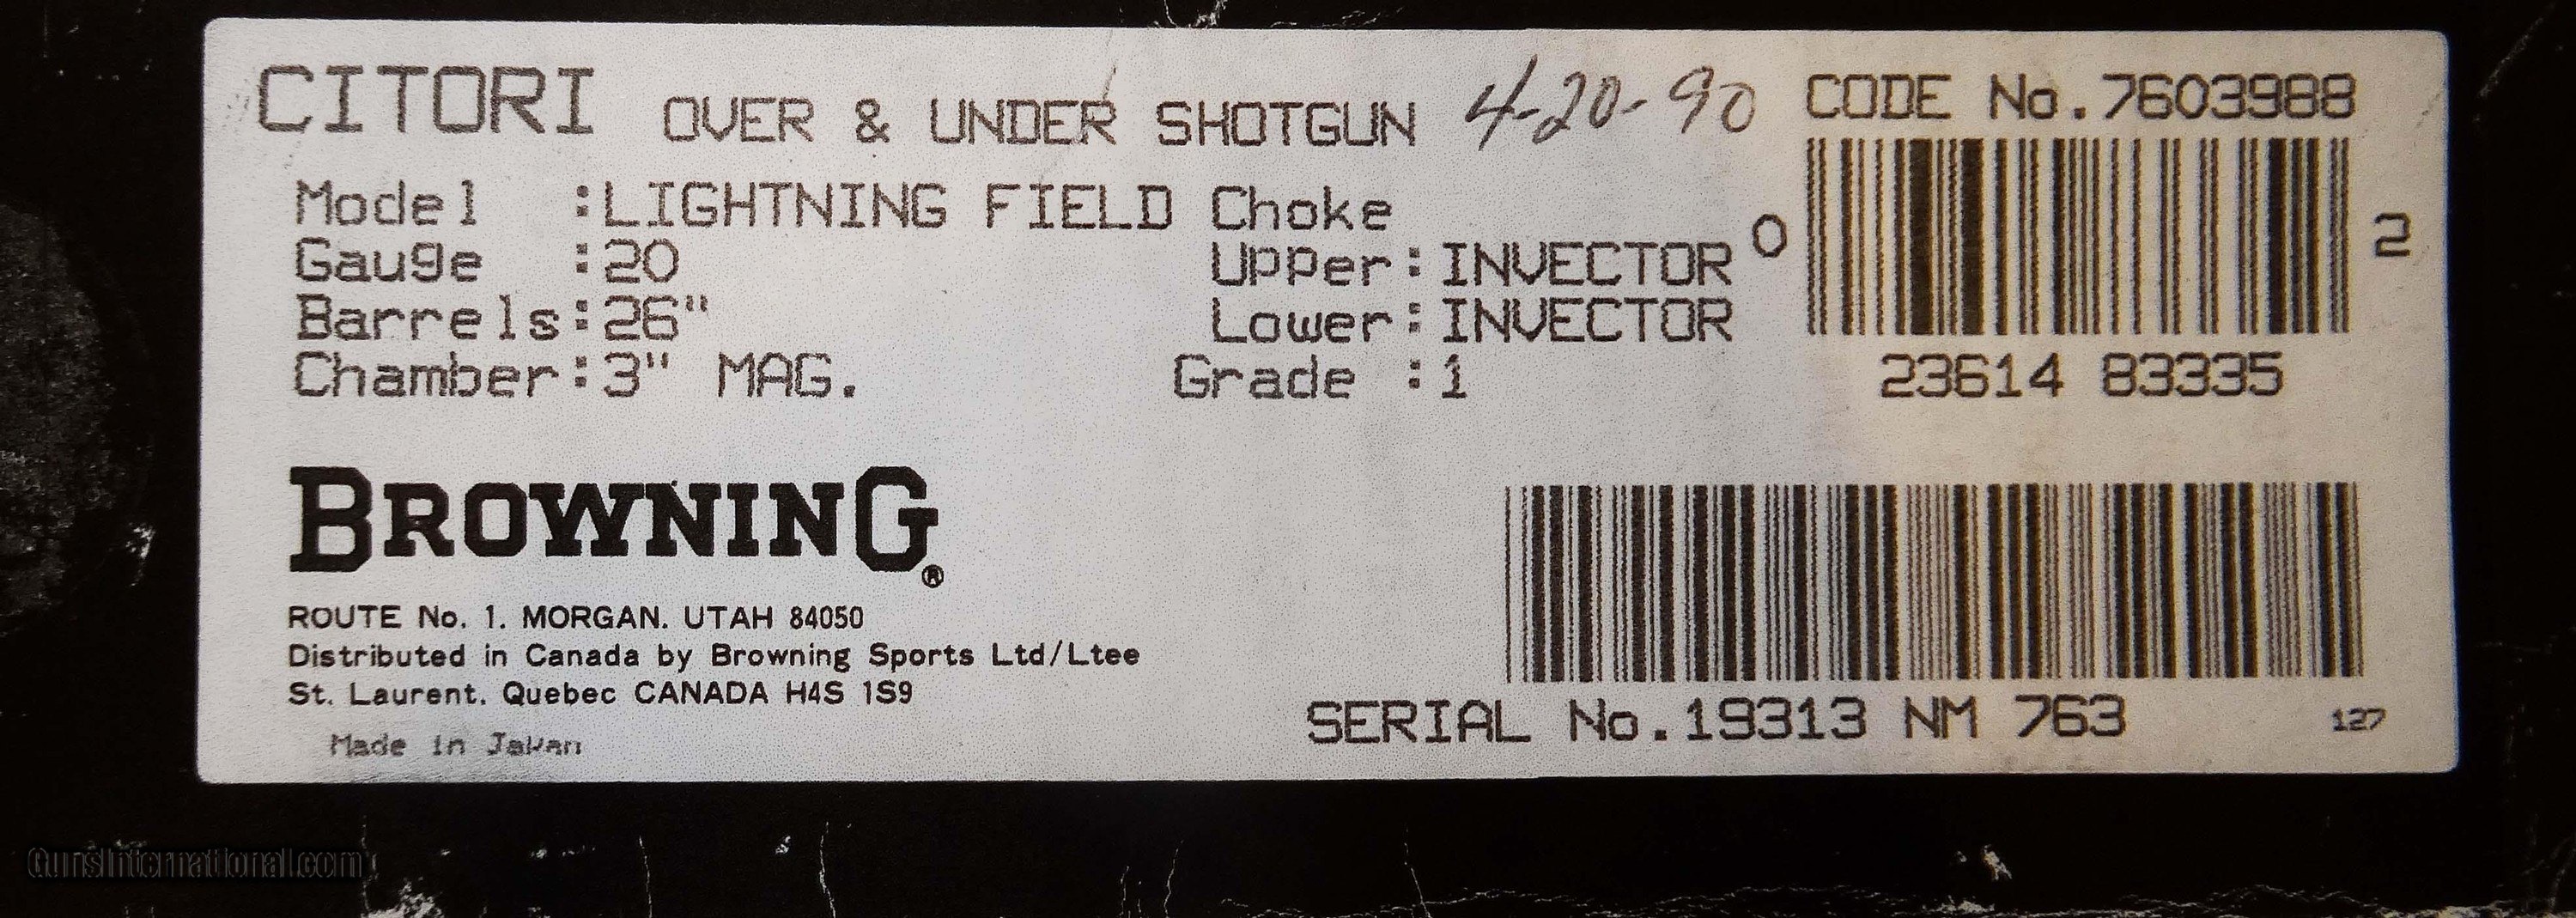 CITORI OVER & UNDER SHOTGUN 4-20-90 CODE No.7603988
Model :LIGHTNING FIELD Choke
Gauge :20 Upper:INVECTOR
Barrels:26" Lower:INVECTOR
Chamber:3" MAG. Grade :1
0 2
23614 83335
BROWNING®
ROUTE No. 1. MORGAN. UTAH 84050
Distributed in Canada by Browning Sports Ltd/Ltee
St. Laurent. Quebec CANADA H4S 1S9
Made in Japan
SERIAL No.19313 NM 763 127
GunsInternational.com